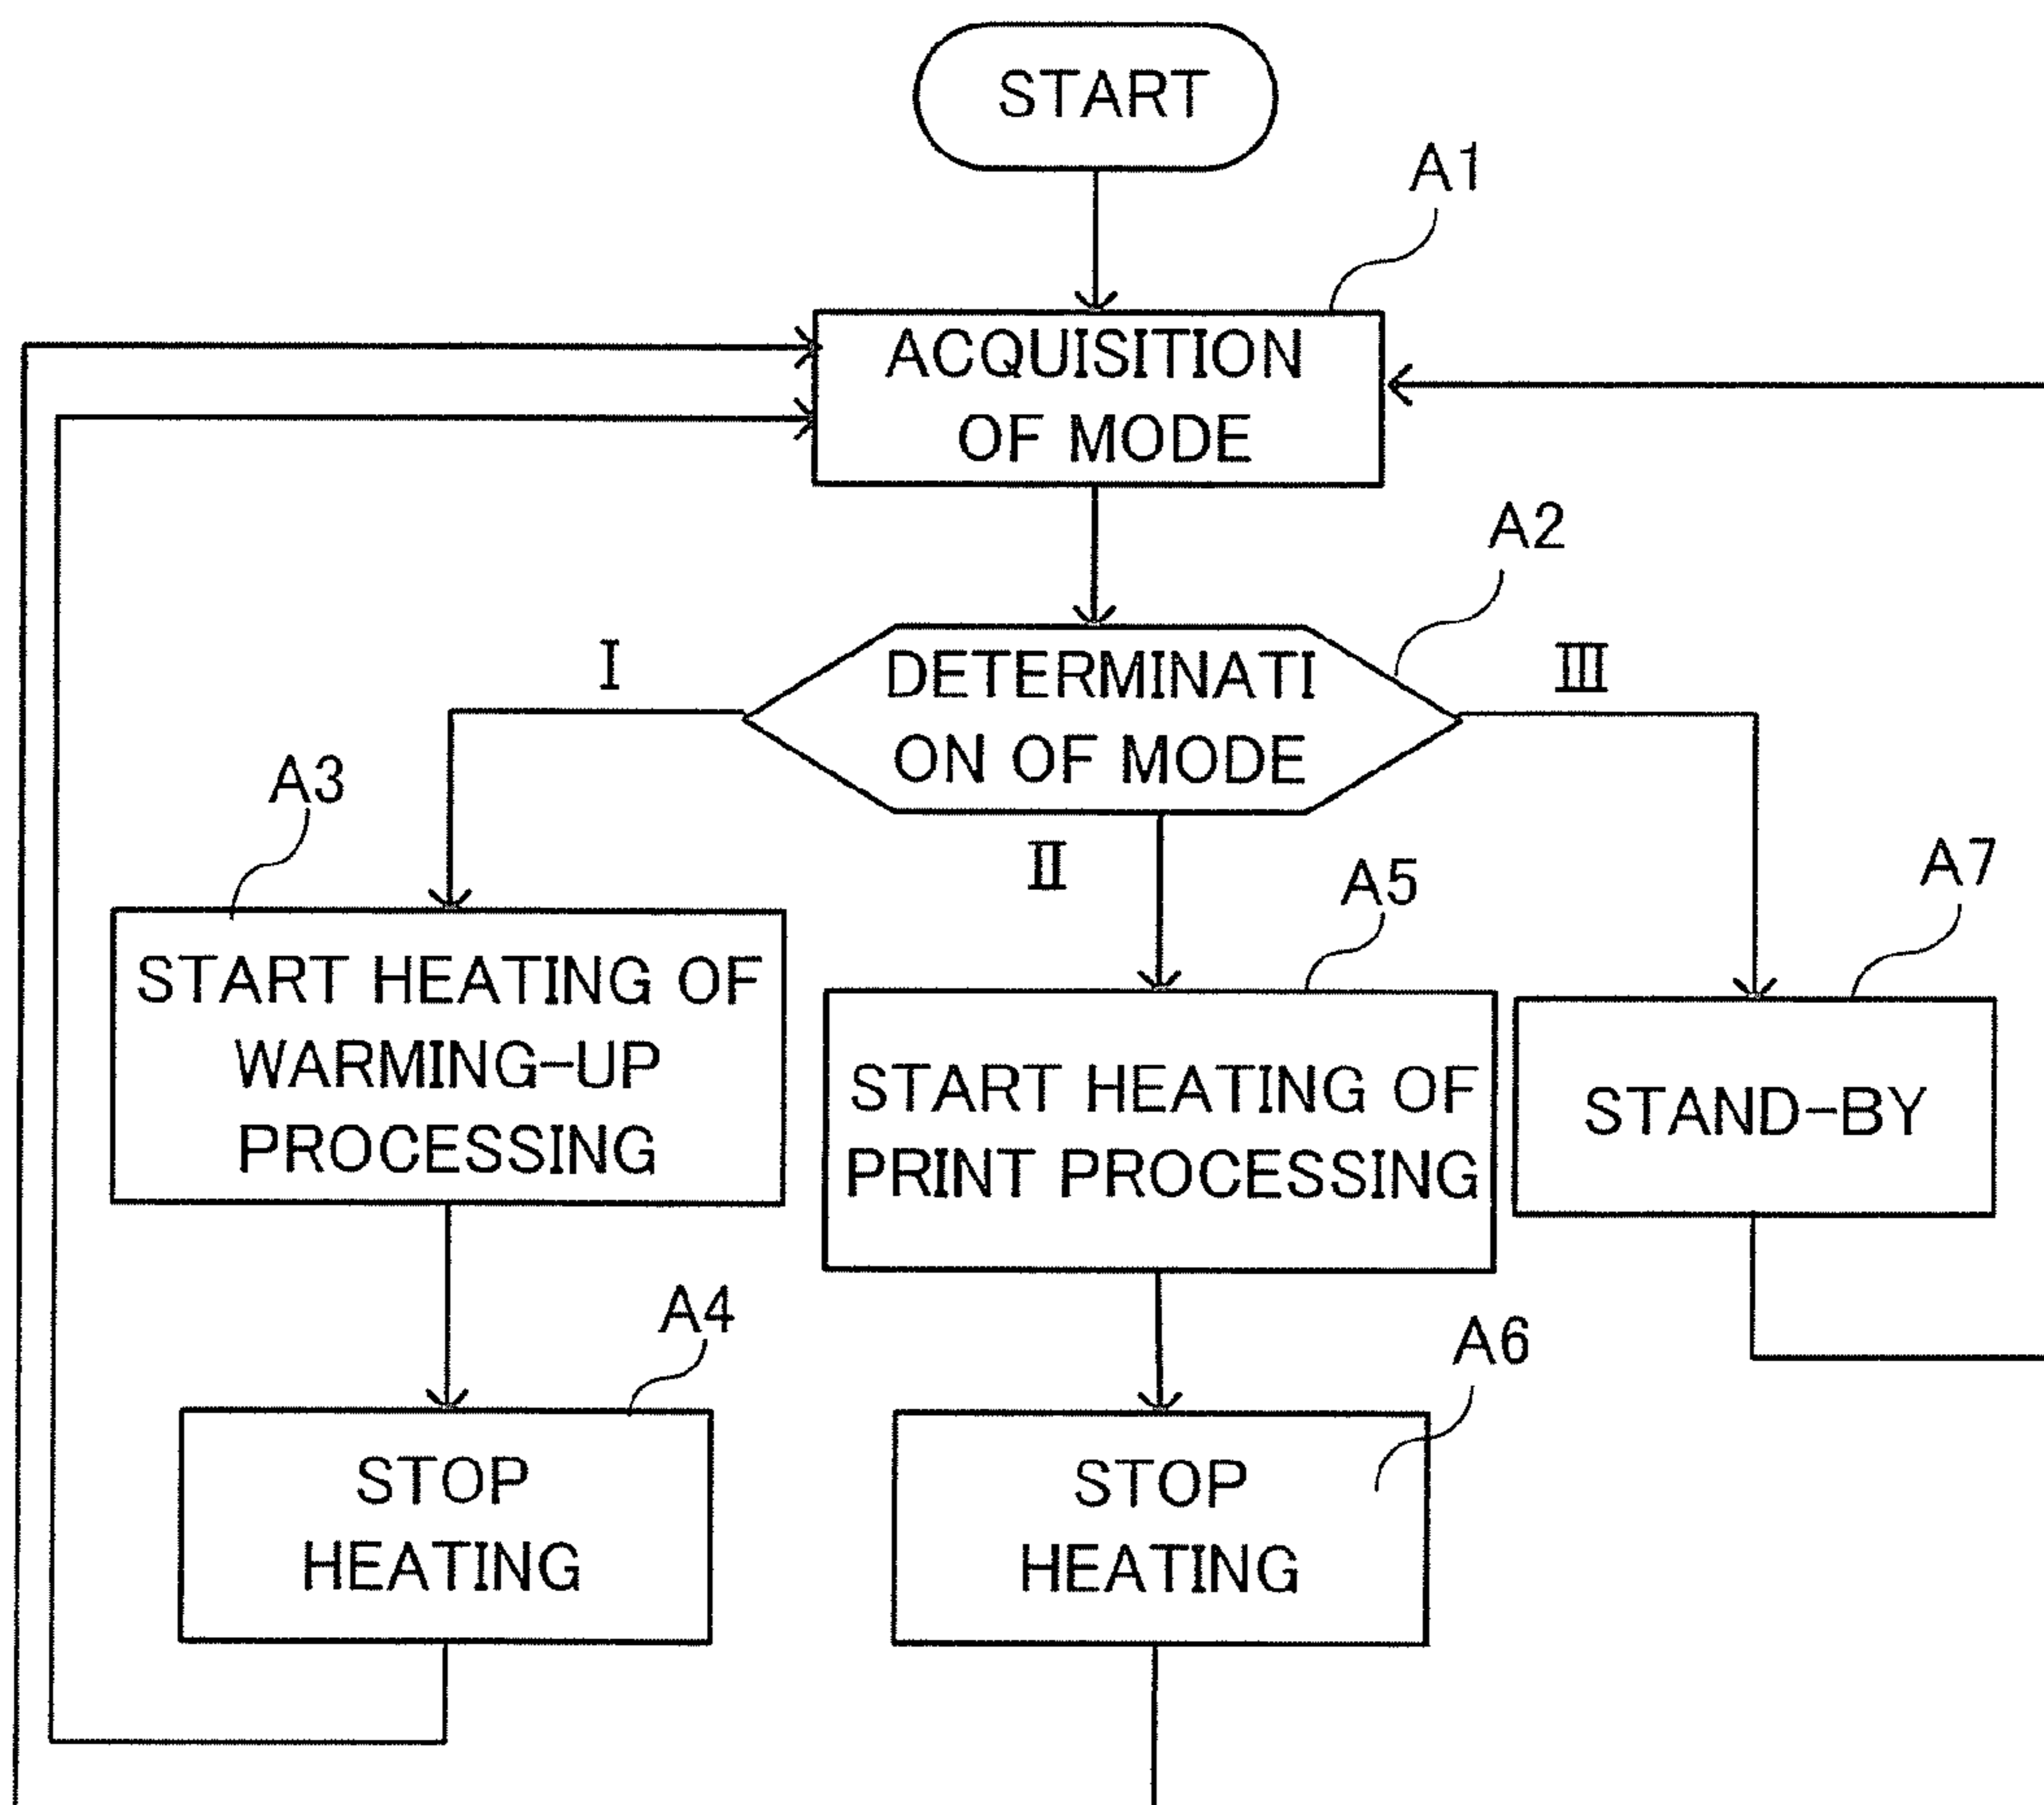 START
A1
ACQUISITION
OF MODE
A2
I
DETERMINATI
ON OF MODE
III
A3
II
A5
A7
START HEATING OF
WARMING-UP
PROCESSING
START HEATING OF
PRINT PROCESSING
STAND-BY
A4
A6
STOP
HEATING
STOP
HEATING